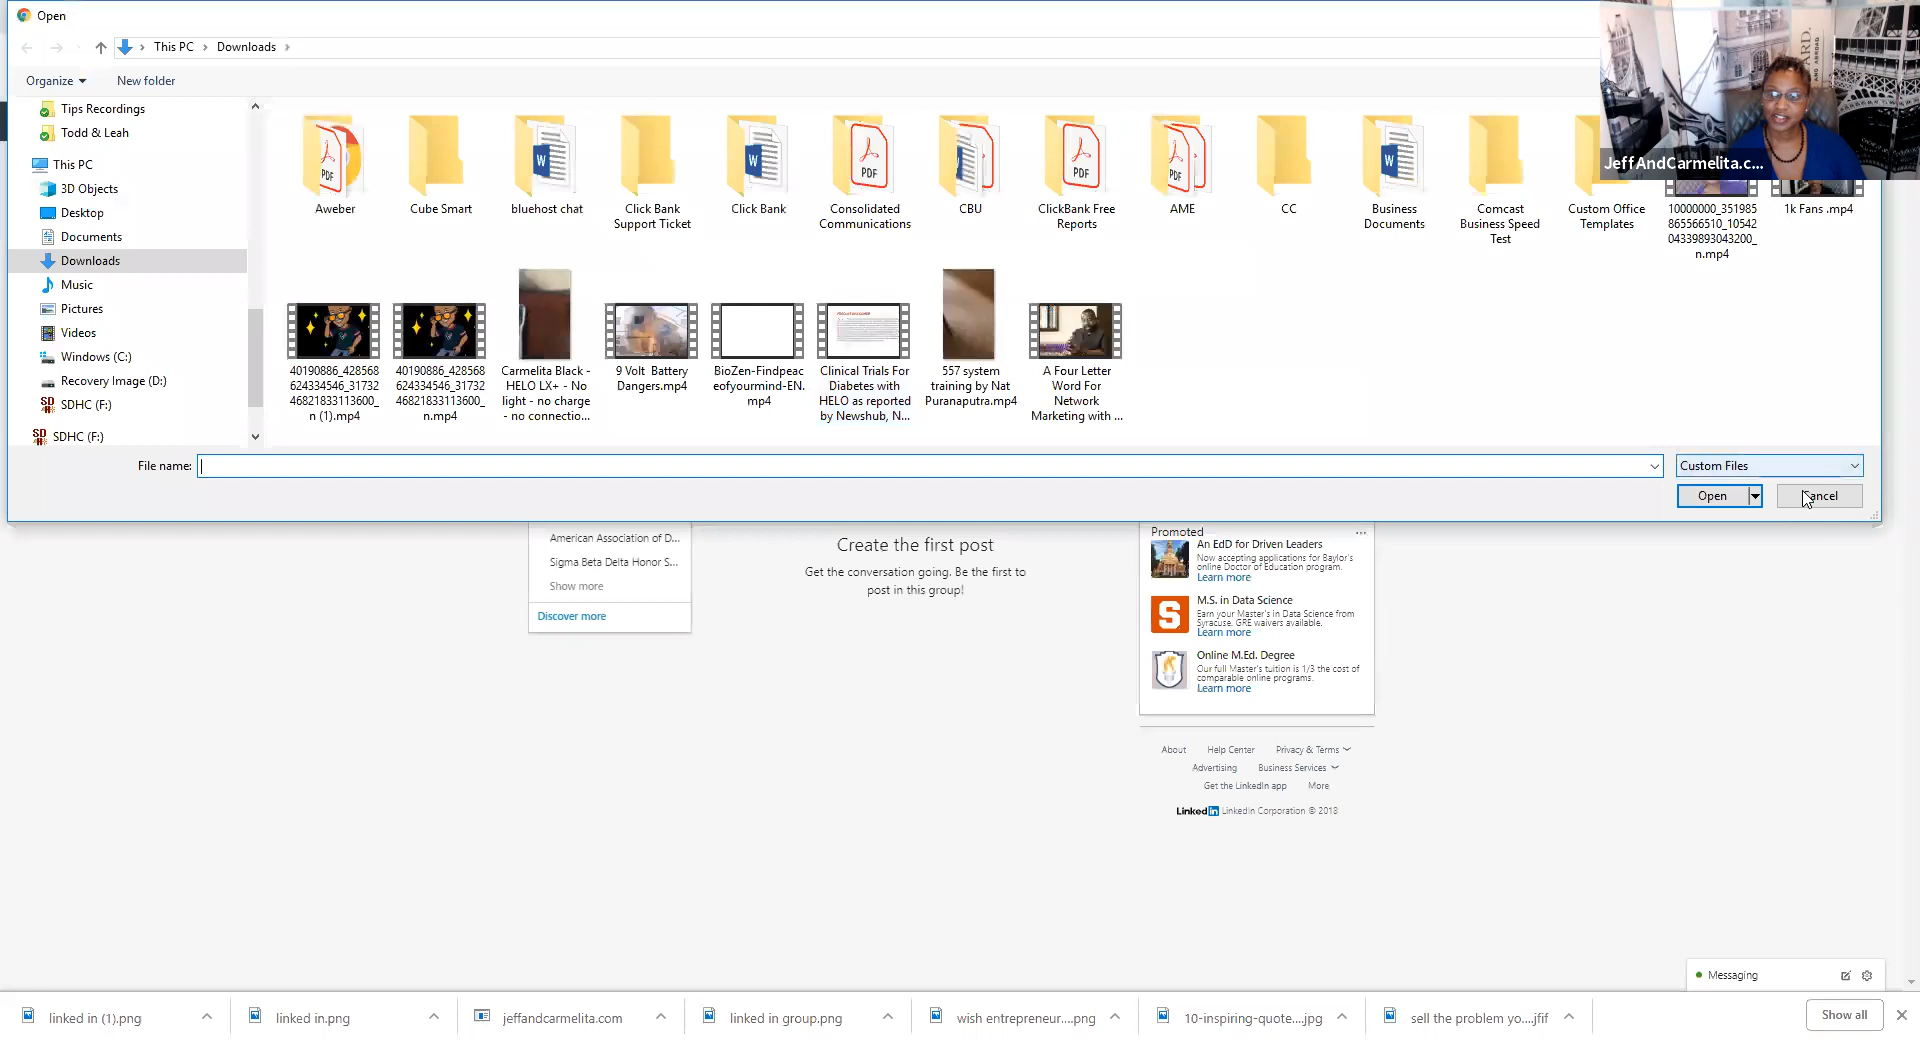 Open
This PC
Downloads
Organize
New folder
JeffAndCarmelita.c...
Tips Recordings
Todd & Leah
This PC
3D Objects
Desktop
Documents
Downloads
Music
Pictures
Videos
Windows (C:)
Recovery Image (D:)
SDHC (F:)
SDHC (F:)
Aweber
Cube Smart
bluehost chat
Click Bank
Support Ticket
Click Bank
Consolidated
Communications
CBU
ClickBank Free
Reports
AME
CC
Business
Documents
Comcast
Business Speed
Test
Custom Office
Templates
10000000_351985
865566510_10542
04339893043200_
n.mp4
1k Fans .mp4
40190886_428568
624334546_31732
46821833113600_
n (1).mp4
40190886_428568
624334546_31732
46821833113600_
n.mp4
Carmelita Black -
HELO LX+ - No
light - no charge
- no connectio...
9 Volt Battery
Dangers.mp4
BioZen-Findpeac
eofyourmind-EN.
mp4
Clinical Trials For
Diabetes with
HELO as reported
by Newshub, N...
557 system
training by Nat
Puranaputra.mp4
A Four Letter
Word For
Network
Marketing with ...
File name:
Custom Files
Open
Cancel
American Association of D...
Sigma Beta Delta Honor S...
Show more
Discover more
Create the first post
Get the conversation going. Be the first to
post in this group!
Promoted
An EdD for Driven Leaders
Now accepting applications for Baylor's
online Doctor of Education program.
Learn more
M.S. in Data Science
Earn your Master's in Data Science from
Syracuse. GRE waivers available.
Learn more
Online M.Ed. Degree
Our full Master's tuition is 1/3 the cost of
comparable online programs.
Learn more
About
Help Center
Privacy & Terms
Advertising
Business Services
Get the LinkedIn app
More
LinkedIn LinkedIn Corporation © 2018
Messaging
linked in (1).png
linked in.png
jeffandcarmelita.com
linked in group.png
wish entrepreneur....png
10-inspiring-quote....jpg
sell the problem yo....jfif
Show all